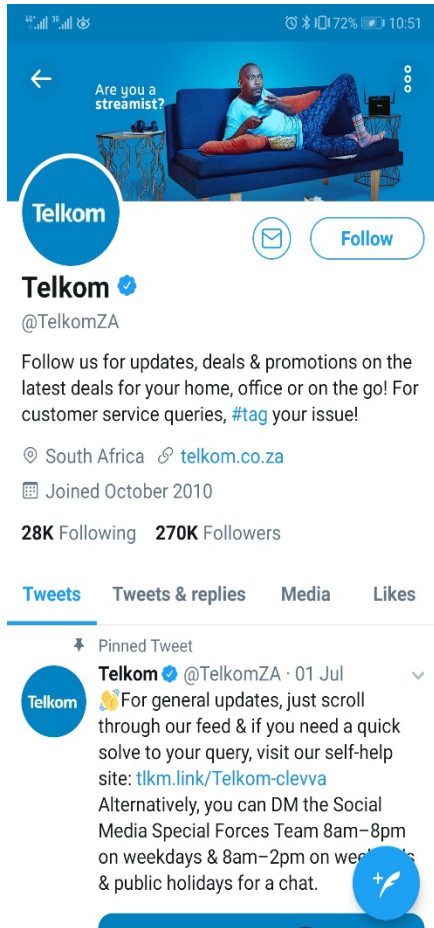 46+ 36 72% 10:51
Are you a
streamist?
Telkom
Follow
Telkom
@TelkomZA
Follow us for updates, deals & promotions on the
latest deals for your home, office or on the go! For
customer service queries, #tag your issue!
South Africa telkom.co.za
Joined October 2010
28K Following 270K Followers
Tweets Tweets & replies Media Likes
Pinned Tweet
Telkom @TelkomZA · 01 Jul
Telkom
👋For general updates, just scroll
through our feed & if you need a quick
solve to your query, visit our self-help
site: tlkm.link/Telkom-clevva
Alternatively, you can DM the Social
Media Special Forces Team 8am–8pm
on weekdays & 8am–2pm on
& public holidays for a chat.